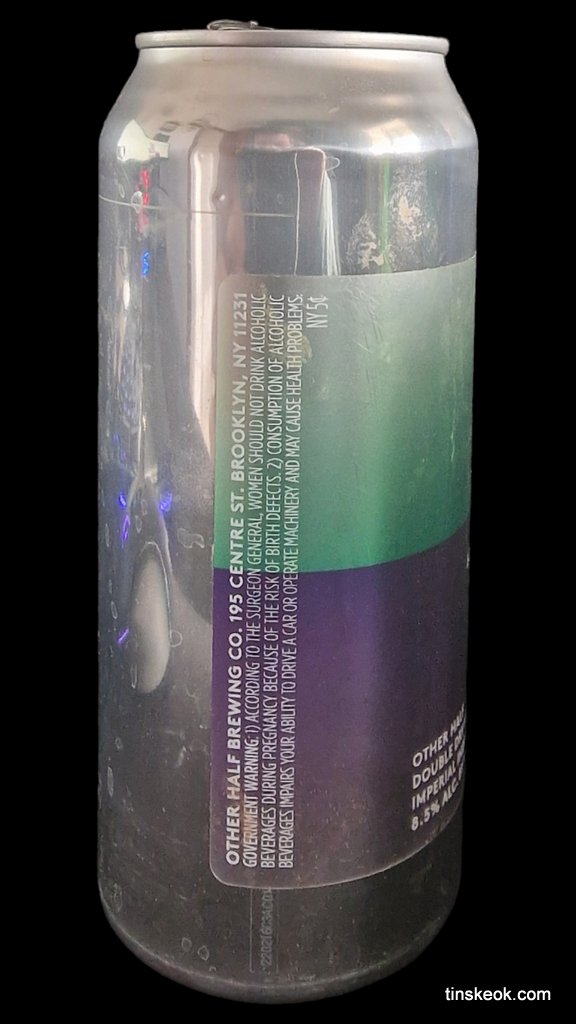 OTHER HALF BREWING CO. 195 CENTRE ST. BROOKLYN, NY 11231
GOVERNMENT WARNING: 1) ACCORDING TO THE SURGEON GENERAL, WOMEN SHOULD NOT DRINK ALCOHOLIC
BEVERAGES DURING PREGNANCY BECAUSE OF THE RISK OF BIRTH DEFECTS. 2) CONSUMPTION OF ALCOHOLIC
BEVERAGES IMPAIRS YOUR ABILITY TO DRIVE A CAR OR OPERATE MACHINERY AND MAY CAUSE HEALTH PROBLEMS.
NY 5¢
OTHER HALF
DOUBLE
IMPERIAL
8.5% ALC.
tinskeok.com